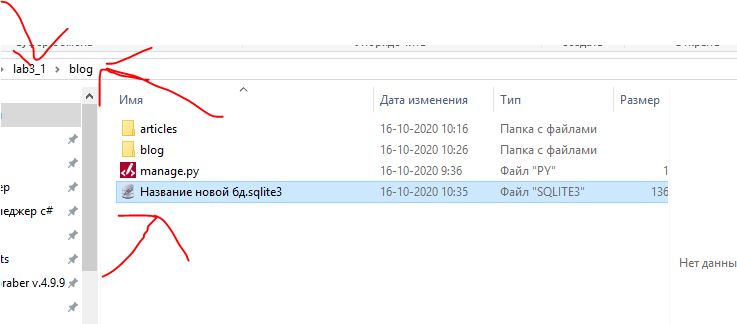 lab3_1 > blog
Имя Дата изменения Тип Размер
articles 16-10-2020 10:16 Папка с файлами
blog 16-10-2020 10:26 Папка с файлами
manage.py 16-10-2020 9:36 Файл "PY" 1
Название новой бд.sqlite3 16-10-2020 10:35 Файл "SQLITE3" 136
неджер c#
Нет данны
raber v.4.9.9